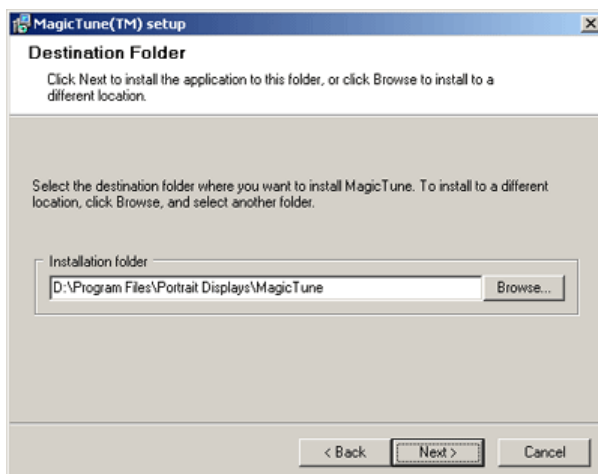 MagicTune(TM) setup
Destination Folder
Click Next to install the application to this folder, or click Browse to install to a
different location.
Select the destination folder where you want to install MagicTune. To install to a different
location, click Browse, and select another folder.
Installation folder
D:\Program Files\Portrait Displays\MagicTune
Browse...
< Back
Next >
Cancel